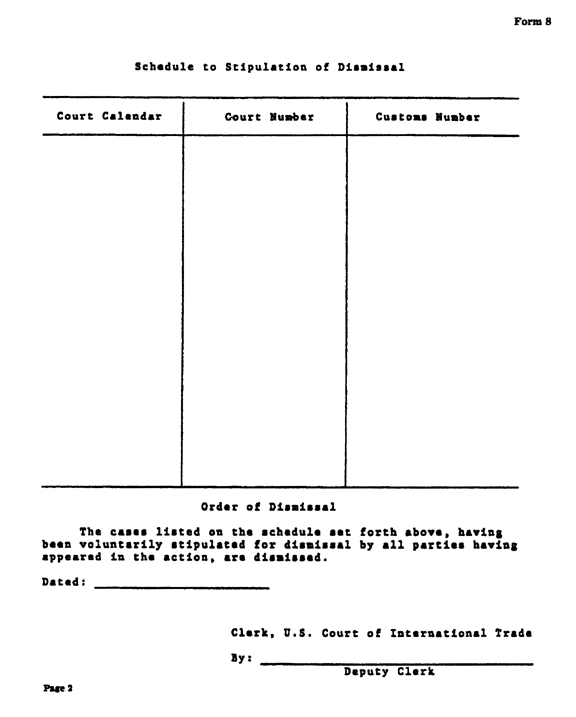 Form 8
Schedule to Stipulation of Dismissal
Court Calendar Court Number Customs Number
Order of Dismissal
The cases listed on the schedule set forth above, having
been voluntarily stipulated for dismissal by all parties having
appeared in the action, are dismissed.
Dated:
Clerk, U.S. Court of International Trade
By:
Deputy Clerk
Page 2